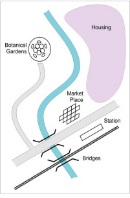 Housing
Botanical
Gardens
Market
Place
Station
Bridges